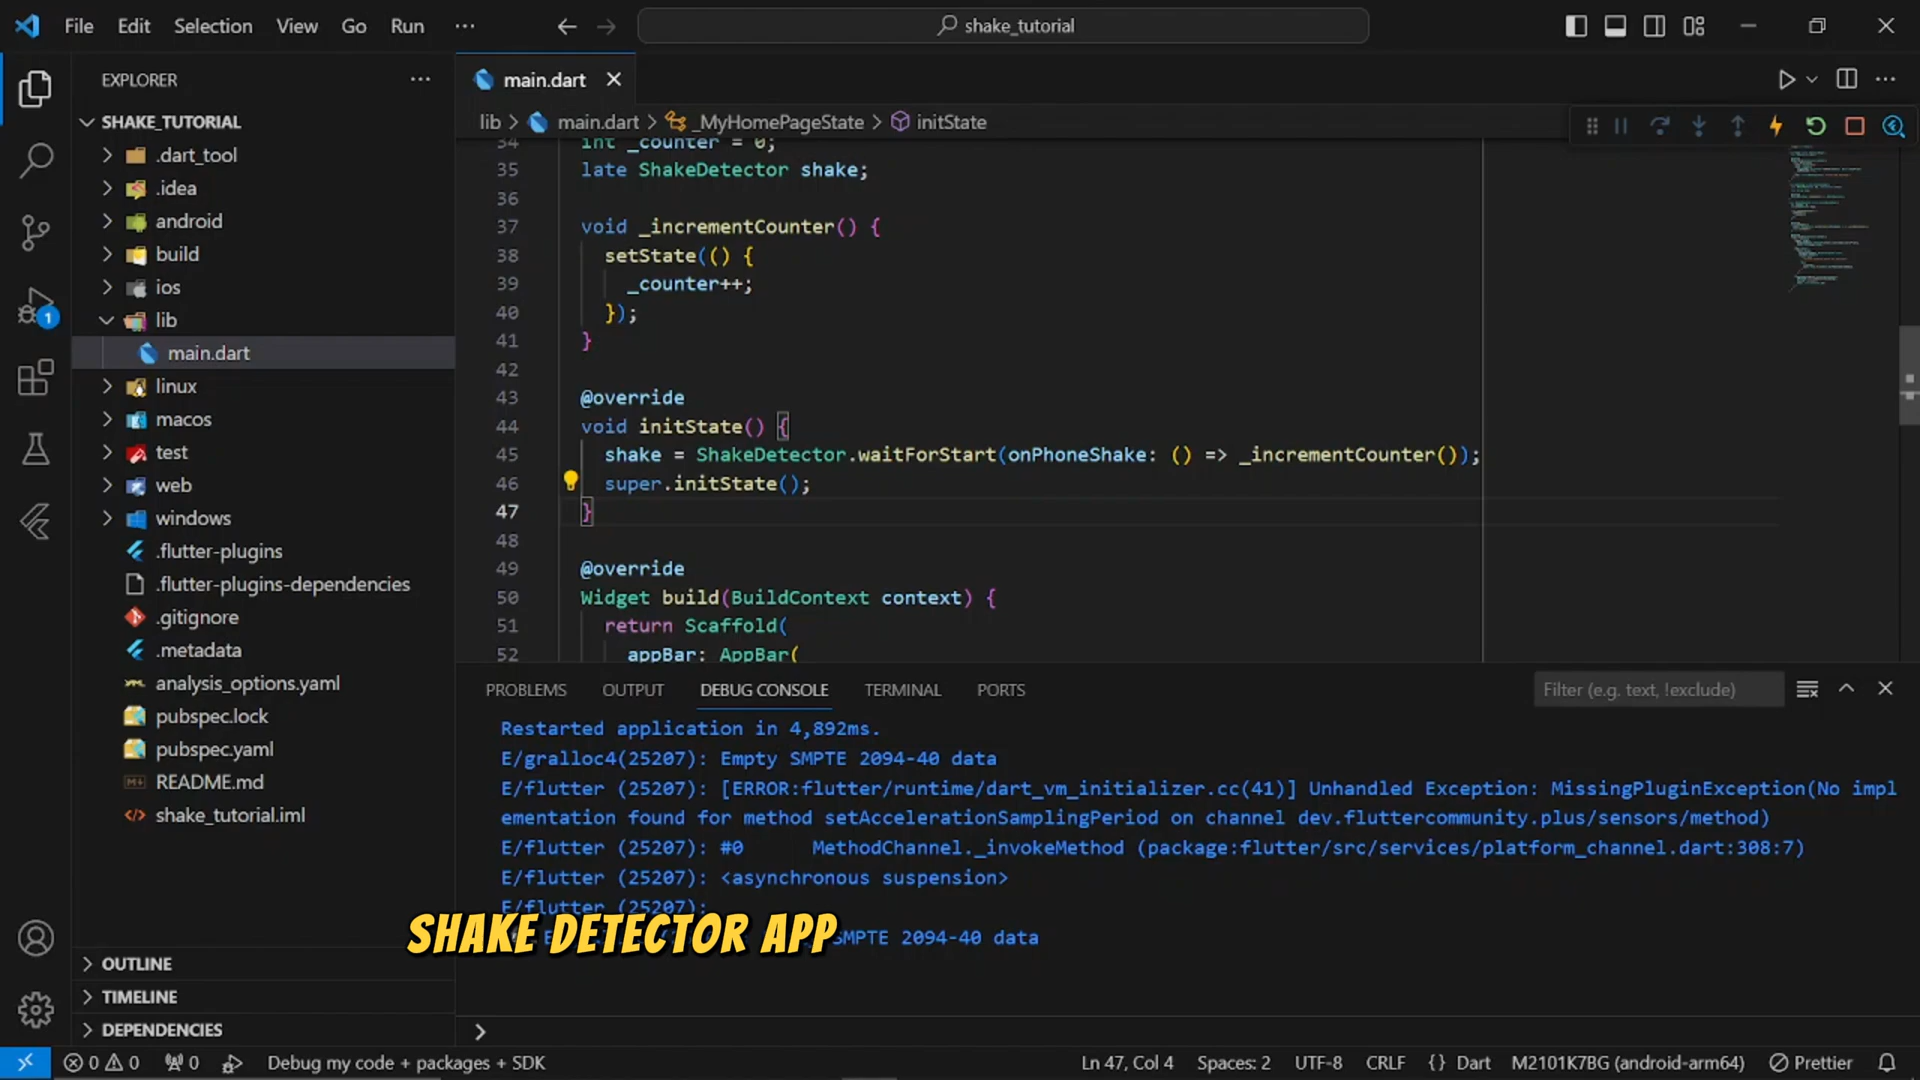 File Edit Selection View Go Run ···
shake_tutorial
EXPLORER ···
SHAKE_TUTORIAL
.dart_tool
.idea
android
build
ios
lib
main.dart
linux
macos
test
web
windows
.flutter-plugins
.flutter-plugins-dependencies
.gitignore
.metadata
analysis_options.yaml
pubspec.lock
pubspec.yaml
README.md
shake_tutorial.iml
OUTLINE
TIMELINE
DEPENDENCIES
1
main.dart
lib > main.dart > _MyHomePageState > initState
34 int _counter = 0;
35 late ShakeDetector shake;
36
37 void _incrementCounter() {
38 setState(() {
39 _counter++;
40 });
41 }
42
43 @override
44 void initState() {
45 shake = ShakeDetector.waitForStart(onPhoneShake: () => _incrementCounter());
46 super.initState();
47 }
48
49 @override
50 Widget build(BuildContext context) {
51 return Scaffold(
52 appBar: AppBar(
PROBLEMS OUTPUT DEBUG CONSOLE TERMINAL PORTS
Filter (e.g. text, !exclude)
Restarted application in 4,892ms.
E/gralloc4(25207): Empty SMPTE 2094-40 data
E/flutter (25207): [ERROR:flutter/runtime/dart_vm_initializer.cc(41)] Unhandled Exception: MissingPluginException(No impl
ementation found for method setAccelerationSamplingPeriod on channel dev.fluttercommunity.plus/sensors/method)
E/flutter (25207): #0 MethodChannel._invokeMethod (package:flutter/src/services/platform_channel.dart:308:7)
E/flutter (25207): <asynchronous suspension>
E/flutter (25207):
SMPTE 2094-40 data
SHAKE DETECTOR APP
>
0 0 0 Debug my code + packages + SDK
Ln 47, Col 4 Spaces: 2 UTF-8 CRLF {} Dart M2101K7BG (android-arm64) Prettier